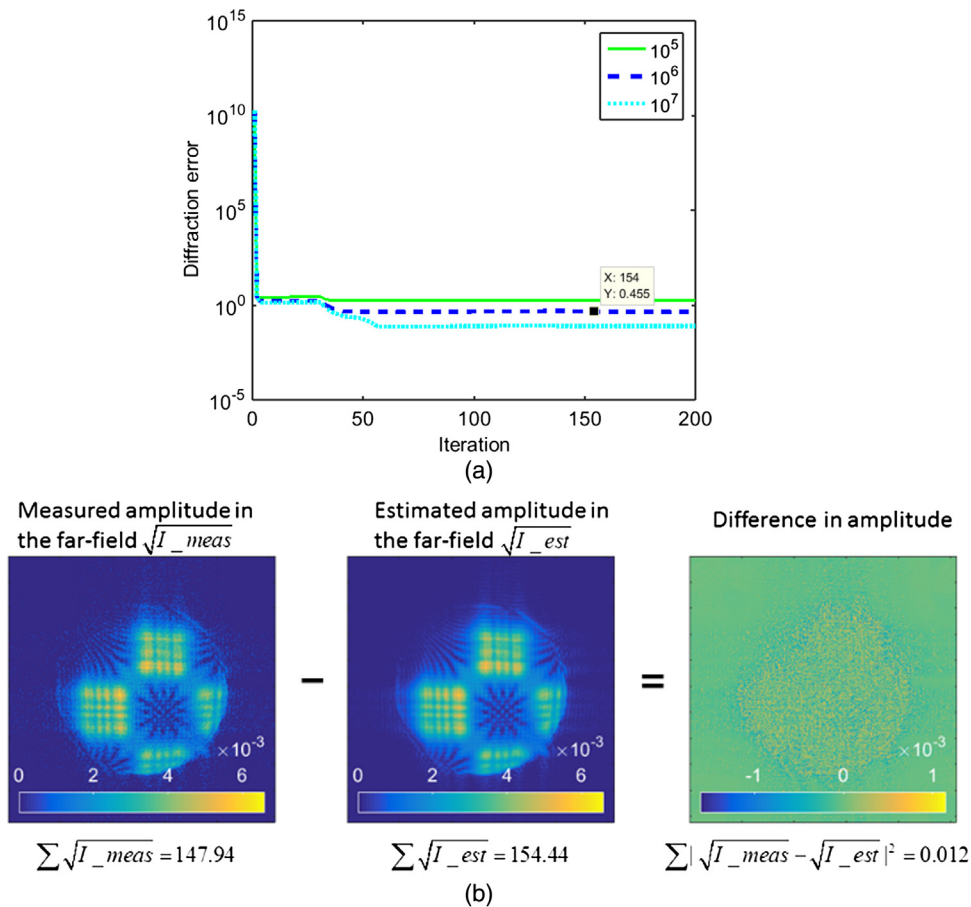 10^15
10^10
10^5
10^0
10^-5
Diffraction error
10^5
10^6
10^7
X: 154
Y: 0.455
0 50 100 150 200
Iteration
(a)
Measured amplitude in
the far-field √I_meas
Estimated amplitude in
the far-field √I_est
Difference in amplitude
×10^-3
0 2 4 6
−
×10^-3
0 2 4 6
=
×10^-3
-1 0 1
∑√I_meas = 147.94
∑√I_est = 154.44
∑|√I_meas − √I_est|² = 0.012
(b)